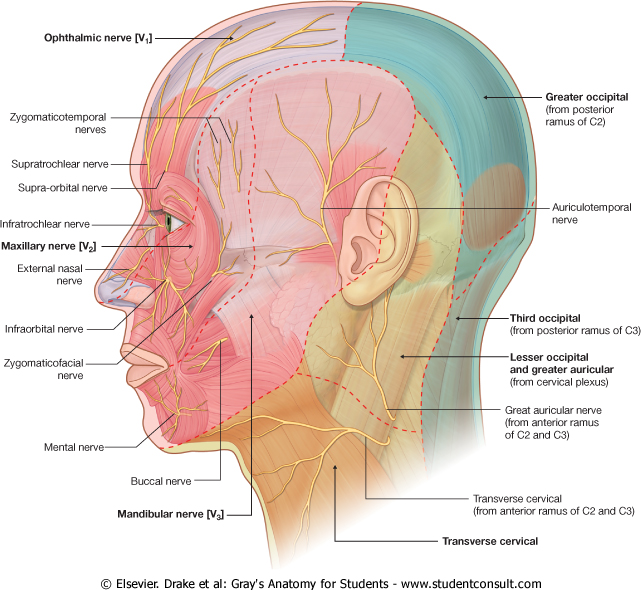 Ophthalmic nerve [V1]
Zygomaticotemporal
nerves
Supratrochlear nerve
Supra-orbital nerve
Infratrochlear nerve
Maxillary nerve [V2]
External nasal
nerve
Infraorbital nerve
Zygomaticofacial
nerve
Mental nerve
Buccal nerve
Mandibular nerve [V3]
Greater occipital
(from posterior
ramus of C2)
Auriculotemporal
nerve
Third occipital
(from posterior ramus of C3)
Lesser occipital
and greater auricular
(from cervical plexus)
Great auricular nerve
(from anterior ramus
of C2 and C3)
Transverse cervical
(from anterior ramus of C2 and C3)
Transverse cervical
© Elsevier. Drake et al: Gray's Anatomy for Students - www.studentconsult.com